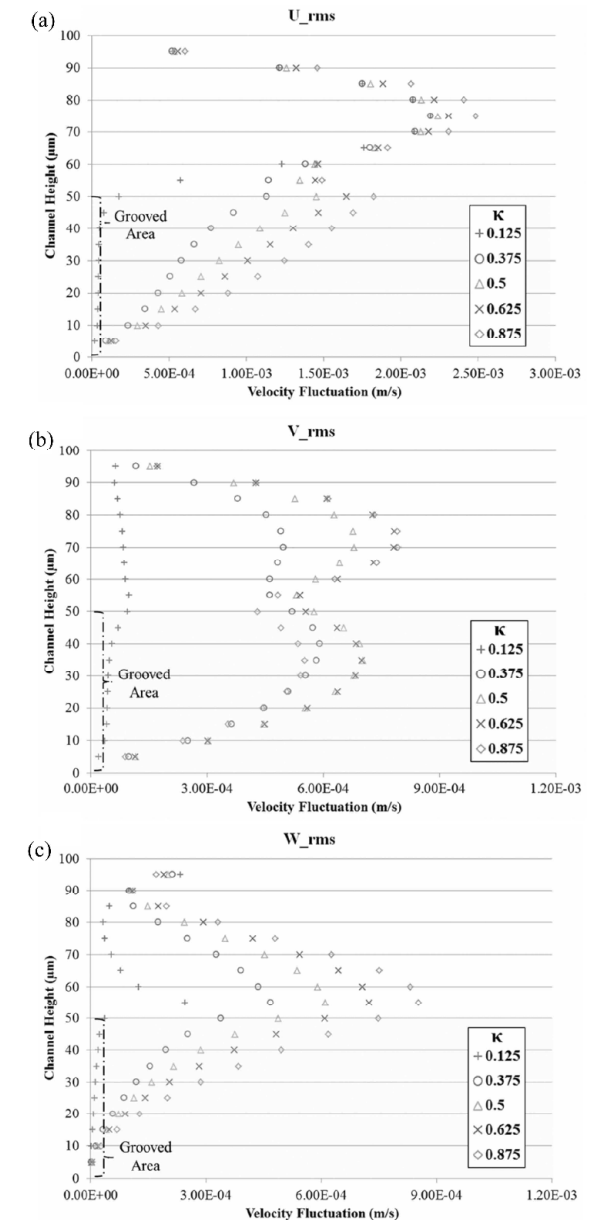 (a)
U_rms
100
90
80
70
60
50
40
30
20
10
0
Channel Height (μm)
Grooved
Area
κ
0.125
0.375
0.5
0.625
0.875
0.00E+00 5.00E-04 1.00E-03 1.50E-03 2.00E-03 2.50E-03 3.00E-03
Velocity Fluctuation (m/s)
(b)
V_rms
100
90
80
70
60
50
40
30
20
10
0
Channel Height (μm)
Grooved
Area
κ
0.125
0.375
0.5
0.625
0.875
0.00E+00 3.00E-04 6.00E-04 9.00E-04 1.20E-03
Velocity Fluctuation (m/s)
(c)
W_rms
100
90
80
70
60
50
40
30
20
10
0
Channel Height (μm)
Grooved
Area
κ
0.125
0.375
0.5
0.625
0.875
0.00E+00 3.00E-04 6.00E-04 9.00E-04 1.20E-03
Velocity Fluctuation (m/s)